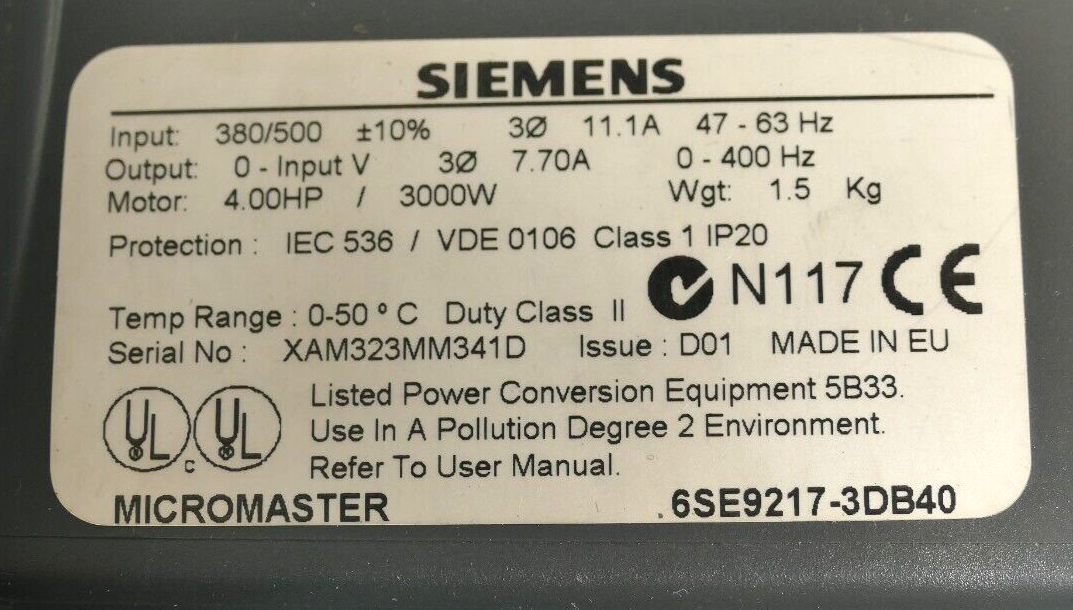 SIEMENS
Input: 380/500 ±10% 3Ø 11.1A 47 - 63 Hz
Output: 0 - Input V 3Ø 7.70A 0 - 400 Hz
Motor: 4.00HP / 3000W Wgt: 1.5 Kg
Protection : IEC 536 / VDE 0106 Class 1 IP20
N117 CE
Temp Range : 0-50 ° C Duty Class II
Serial No : XAM323MM341D Issue : D01 MADE IN EU
UL ® C UL ® Listed Power Conversion Equipment 5B33.
Use In A Pollution Degree 2 Environment.
Refer To User Manual.
MICROMASTER .6SE9217-3DB40